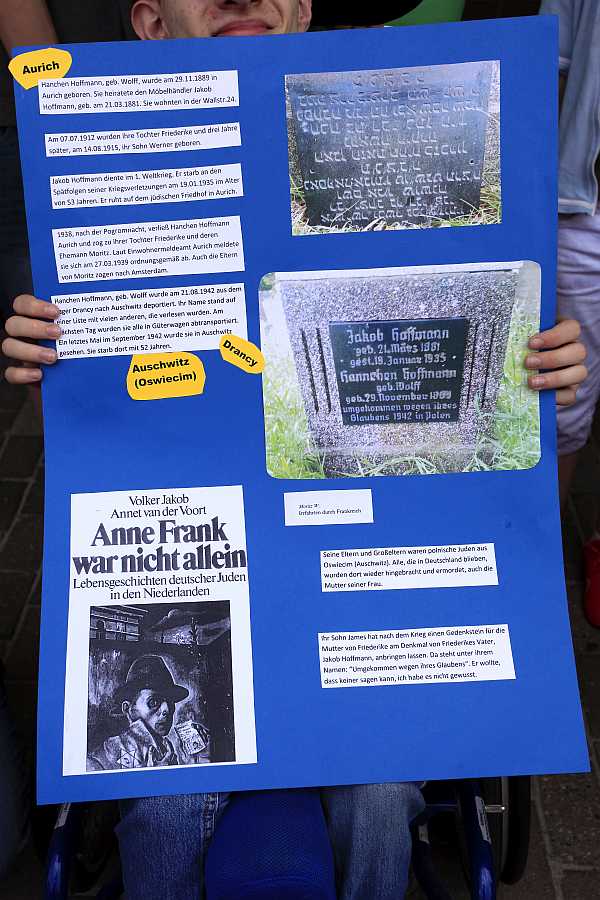 Aurich
Hanchen Hoffmann, geb. Wolff, wurde am 29.11.1889 in
Aurich geboren. Sie heiratete den Möbelhändler Jakob
Hoffmann, geb. am 21.03.1881. Sie wohnten in der Wallstr.24.
Am 07.07.1912 wurden ihre Tochter Friederike und drei Jahre
später, am 14.08.1915, ihr Sohn Werner geboren.
Jakob Hoffmann diente im 1. Weltkrieg. Er starb an den
Spätfolgen seiner Kriegsverletzungen am 19.01.1935 im Alter
von 53 Jahren. Er ruht auf dem jüdischen Friedhof in Aurich.
1938, nach der Pogromnacht, verließ Hanchen Hoffmann
Aurich und zog zu ihrer Tochter Friederike und deren
Ehemann Moritz. Laut Einwohnermeldeamt Aurich meldete
sie sich am 27.03.1939 ordnungsgemäß ab. Auch die Eltern
von Moritz zogen nach Amsterdam.
Hanchen Hoffmann, geb. Wolff wurde am 21.08.1942 aus dem
ager Drancy nach Auschwitz deportiert. Ihr Name stand auf
einer Liste mit vielen anderen, die verlesen wurden. Am
ächsten Tag wurden sie alle in Güterwagen abtransportiert.
Ein letztes Mal im September 1942 wurde sie in Auschwitz
gesehen. Sie starb dort mit 52 Jahren.
Drancy
Auschwitz
(Oswiecim)
Jakob Hoffmann
geb. 21. März 1881
gest. 19. Januar 1935
Hannchen Hoffmann
geb. Wolff
geb. 29. November 1889
umgekommen wegen ihres
Glaubens 1942 in Polen
Volker Jakob
Annet van der Voort
Anne Frank
war nicht allein
Lebensgeschichten deutscher Juden
in den Niederlanden
Moritz W.
Irrfahrten durch Frankreich
Seine Eltern und Großeltern waren polnische Juden aus
Oswiecim (Auschwitz). Alle, die in Deutschland blieben,
wurden dort wieder hingebracht und ermordet, auch die
Mutter seiner Frau.
Ihr Sohn James hat nach dem Krieg einen Gedenkstein für die
Mutter von Friederike am Denkmal von Friederikes Vater,
Jakob Hoffmann, anbringen lassen. Da steht unter ihrem
Namen: "Umgekommen wegen ihres Glaubens". Er wollte,
dass keiner sagen kann, ich habe es nicht gewusst.